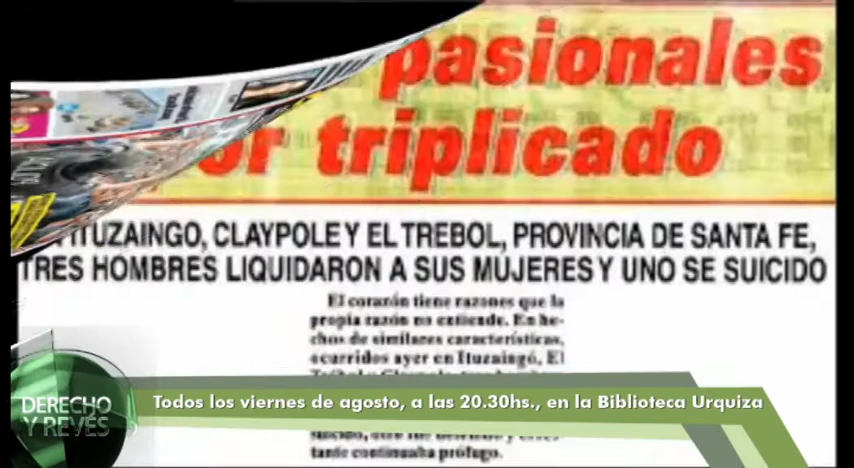 pasionales
or triplicado
ITUZAINGO, CLAYPOLE Y EL TREBOL, PROVINCIA DE SANTA FE,
TRES HOMBRES LIQUIDARON A SUS MUJERES Y UNO SE SUICIDO
El corazón tiene razones que la
propia razón no entiende. En he-
chos de similares características,
ocurridos ayer en Ituzaingó, El
DERECHO
Y REVÉS
Todos los viernes de agosto, a las 20.30hs., en la Biblioteca Urquiza
tante continuaba prófugo.